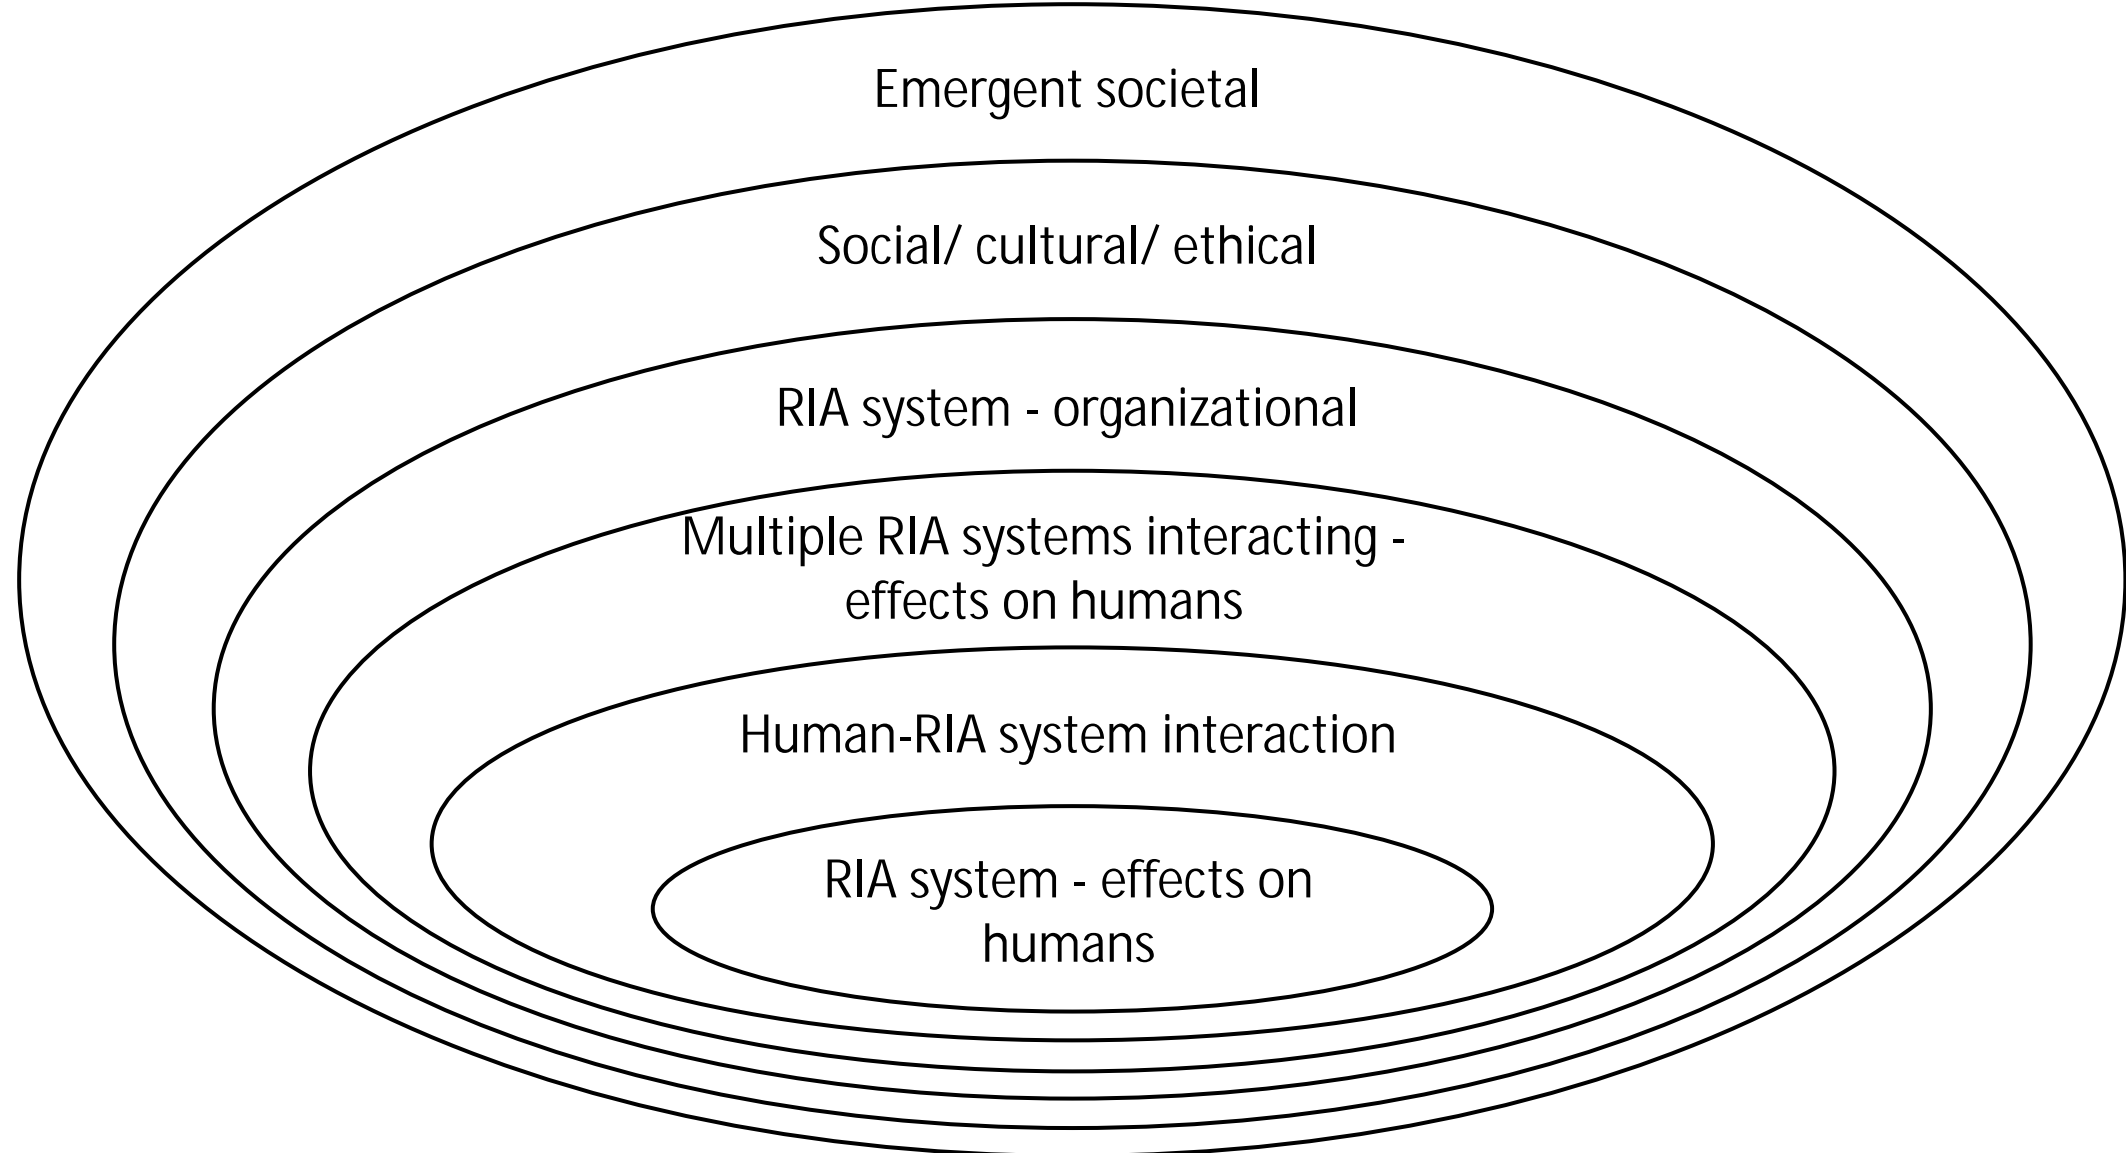 Emergent societal
Social/ cultural/ ethical
RIA system - organizational
Multiple RIA systems interacting -
effects on humans
Human-RIA system interaction
RIA system - effects on
humans